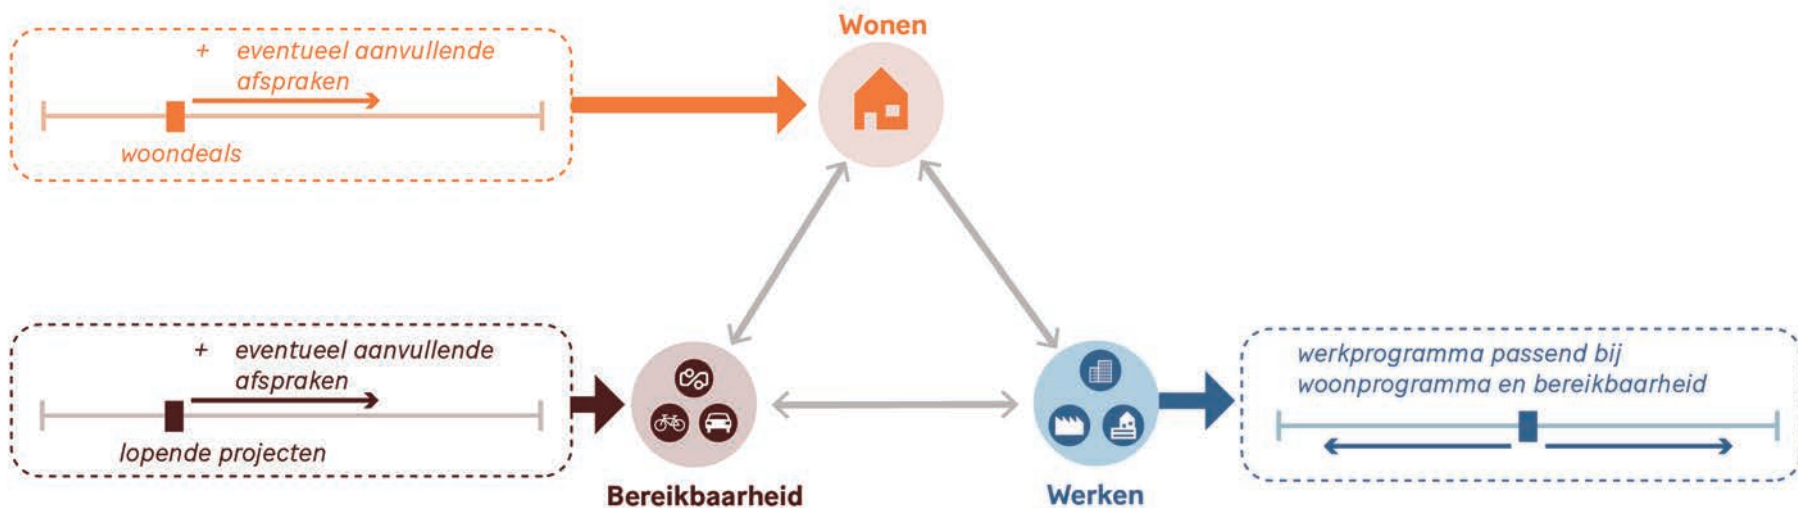 Wonen
+ eventueel aanvullende
afspraken
woondeals
+ eventueel aanvullende
afspraken
lopende projecten
Bereikbaarheid
Werken
werkprogramma passend bij
woonprogramma en bereikbaarheid